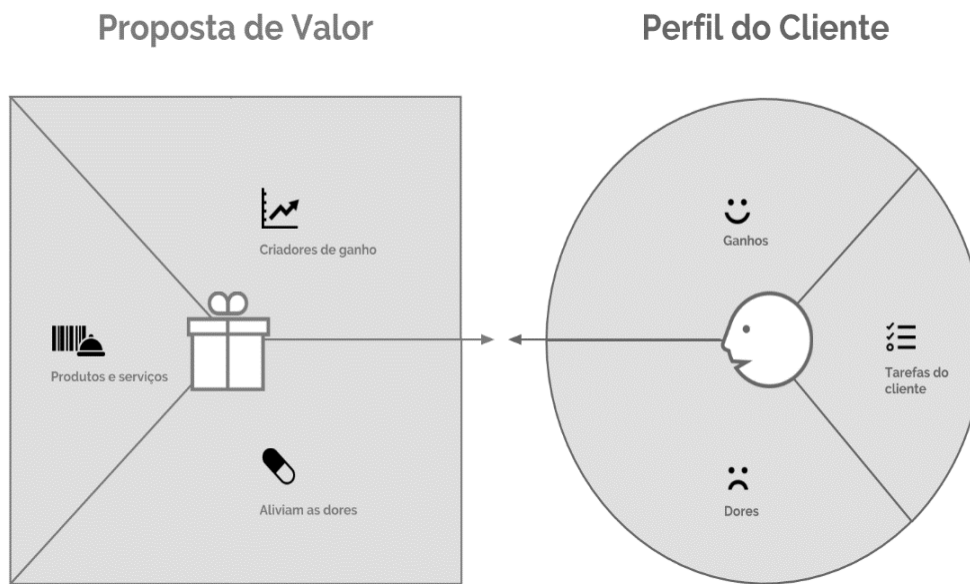 Proposta de Valor
Perfil do Cliente
Criadores de ganho
Produtos e serviços
Aliviam as dores
Ganhos
Tarefas do
cliente
Dores